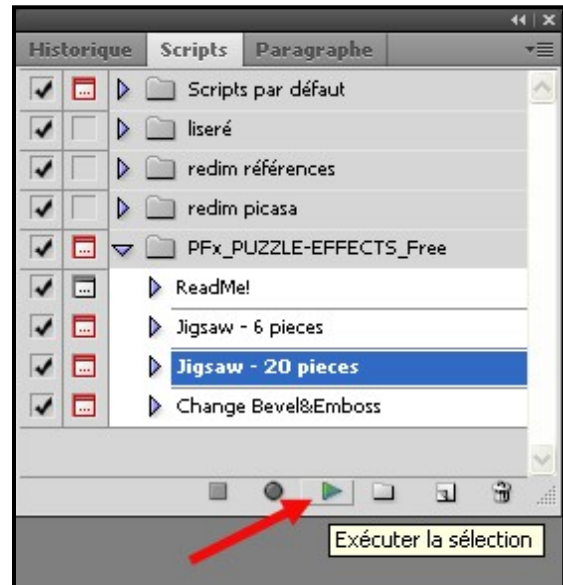 Historique Scripts Paragraphe
Scripts par défaut
liseré
redim références
redim picasa
PFx_PUZZLE-EFFECTS_Free
ReadMe!
Jigsaw - 6 pieces
Jigsaw - 20 pieces
Change Bevel&Emboss
Exécuter la sélection